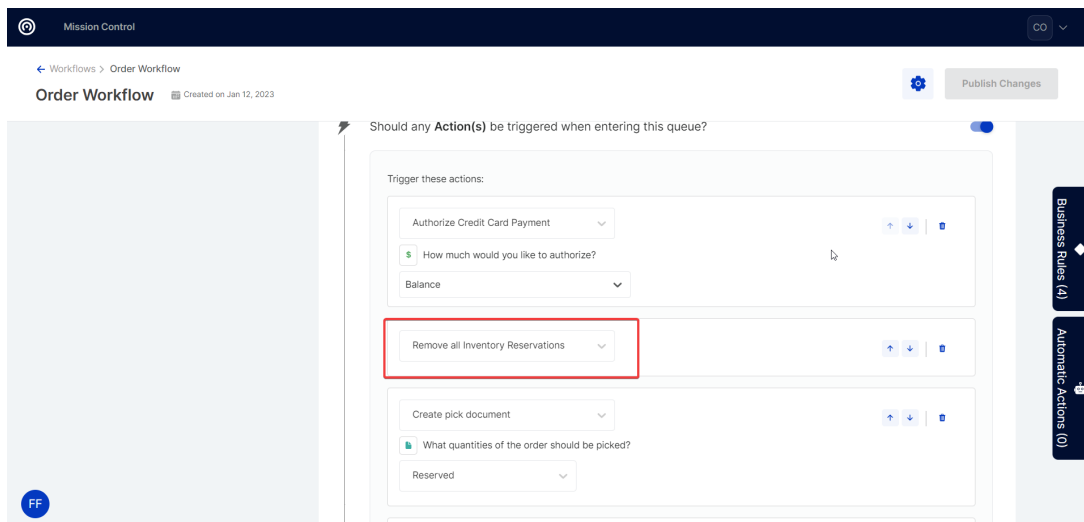 Mission Control
CO
Workflows > Order Workflow
Order Workflow
Created on Jan 12, 2023
Publish Changes
Should any Action(s) be triggered when entering this queue?
Trigger these actions:
Authorize Credit Card Payment
$ How much would you like to authorize?
Balance
Remove all Inventory Reservations
Create pick document
What quantities of the order should be picked?
Reserved
Business Rules (4)
Automatic Actions (0)
FF